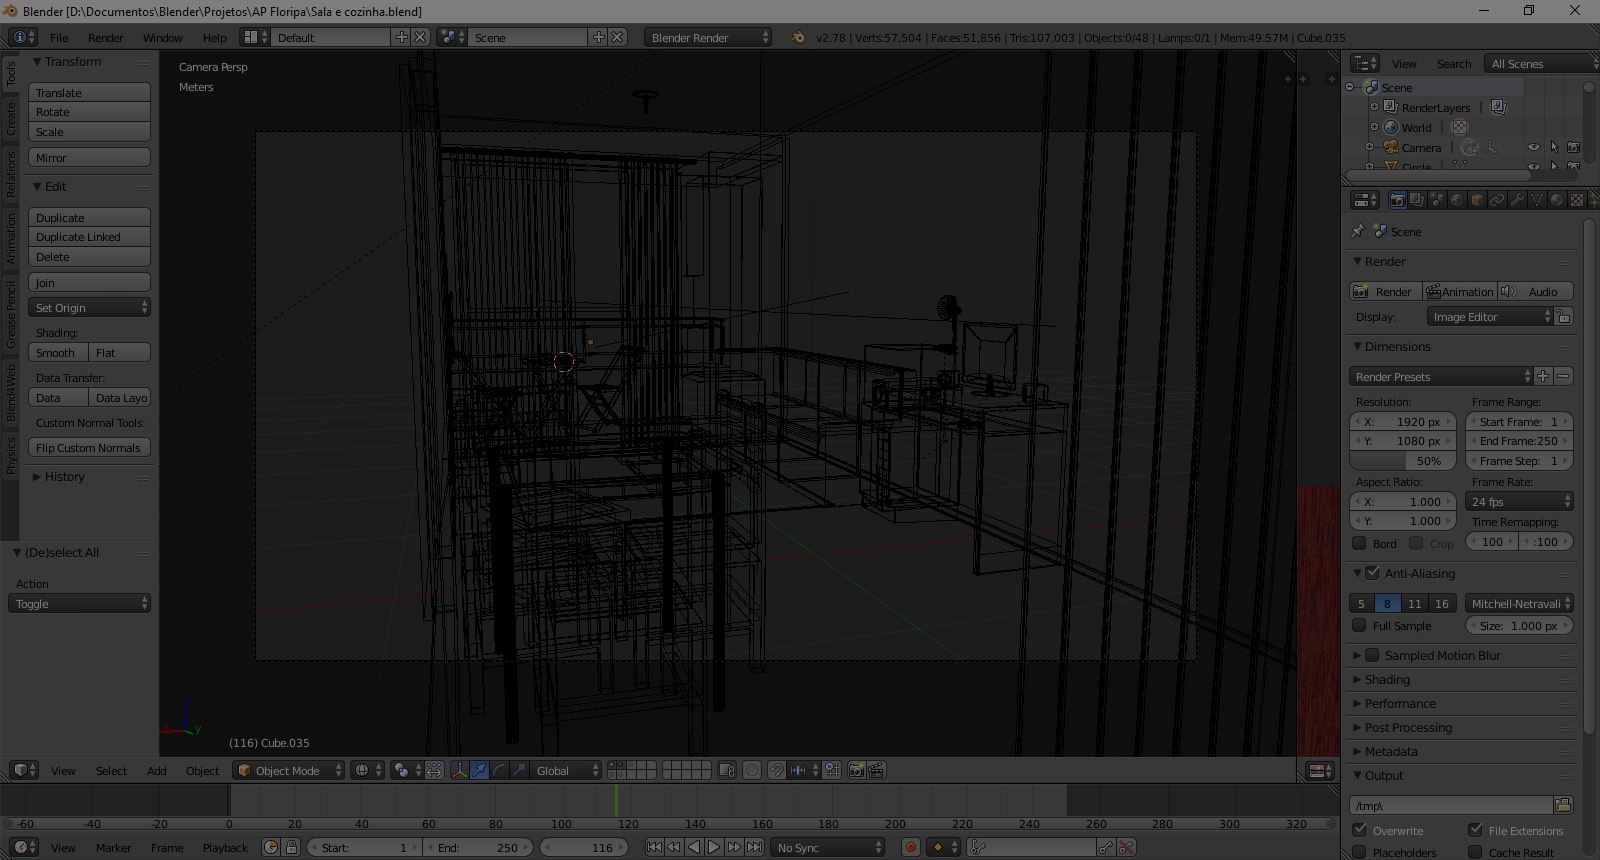 Blender [D:\Documentos\Blender\Projetos\AP Floripa\Sala e cozinha.blend]
File Render Window Help Default Scene Blender Render v2.78 | Verts:57,504 | Faces:51,856 | Tris:107,003 | Objects:0/48 | Lamps:0/1 | Mem:49.57M | Cube.035
Tools
Create
Relations
Animation
Grease Pencil
Blend4Web
Physics
Transform
Translate
Rotate
Scale
Mirror
Edit
Duplicate
Duplicate Linked
Delete
Join
Set Origin
Shading:
Smooth Flat
Data Transfer:
Data Data Layo
Custom Normal Tools:
Flip Custom Normals
History
(De)select All
Action
Toggle
Camera Persp
Meters
x y
(116) Cube.035
View Select Add Object Object Mode Global
-60 -40 -20 0 20 40 60 80 100 120 140 160 180 200 220 240 260 280 300 320
View Marker Frame Playback Start: 1 End: 250 116 No Sync
View Search All Scenes
Scene
RenderLayers
World
Camera
Circle
Scene
Render
Render Animation Audio
Display: Image Editor
Dimensions
Render Presets
Resolution: Frame Range:
X: 1920 px Start Frame: 1
Y: 1080 px End Frame:250
50% Frame Step: 1
Aspect Ratio: Frame Rate:
X: 1.000 24 fps
Y: 1.000 Time Remapping:
Bord Crop 100 :100
Anti-Aliasing
5 8 11 16 Mitchell-Netravali
Full Sample Size: 1.000 px
Sampled Motion Blur
Shading
Performance
Post Processing
Metadata
Output
/tmp\
Overwrite File Extensions
Placeholders Cache Result